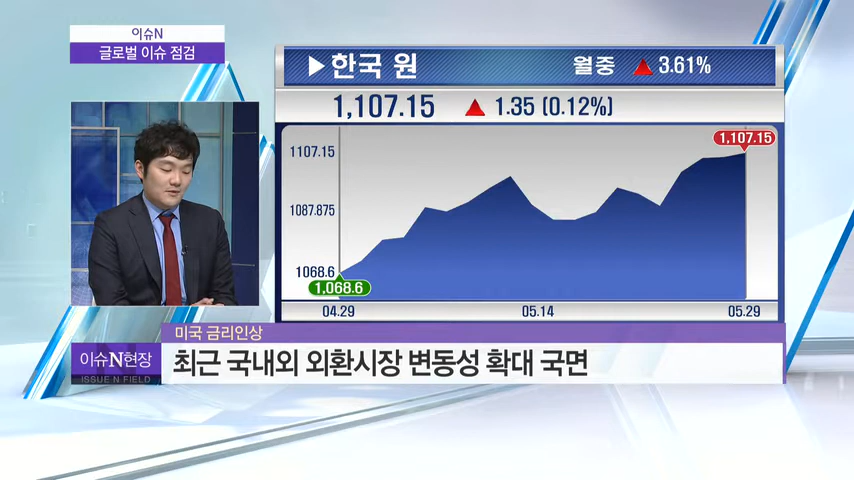 이슈N
글로벌 이슈 점검
▶한국 원 월중 ▲ 3.61%
1,107.15 ▲ 1.35 (0.12%)
1,107.15
1107.15
1087.875
1068.6
1,068.6
04.29 05.14 05.29
미국 금리인상
이슈N현장
ISSUE N FIELD
최근 국내외 외환시장 변동성 확대 국면